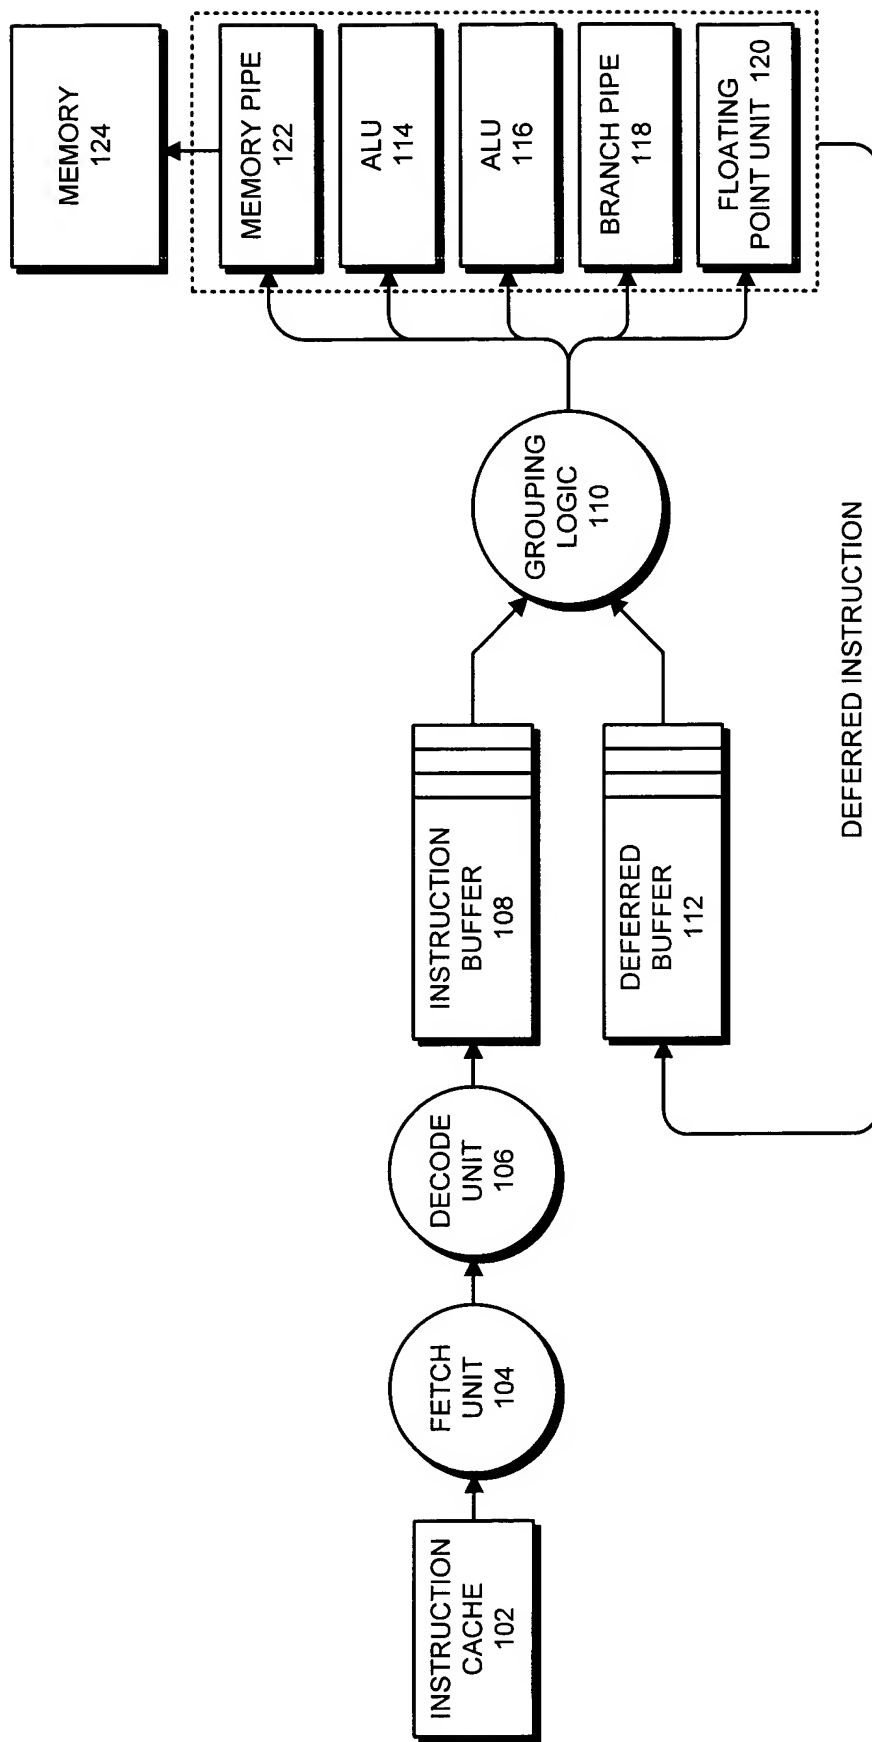 INSTRUCTION
CACHE
102
FETCH
UNIT
104
DECODE
UNIT
106
INSTRUCTION
BUFFER
108
DEFERRED
BUFFER
112
GROUPING
LOGIC
110
MEMORY
124
MEMORY PIPE
122
ALU
114
ALU
116
BRANCH PIPE
118
FLOATING
POINT UNIT 120
DEFERRED INSTRUCTION